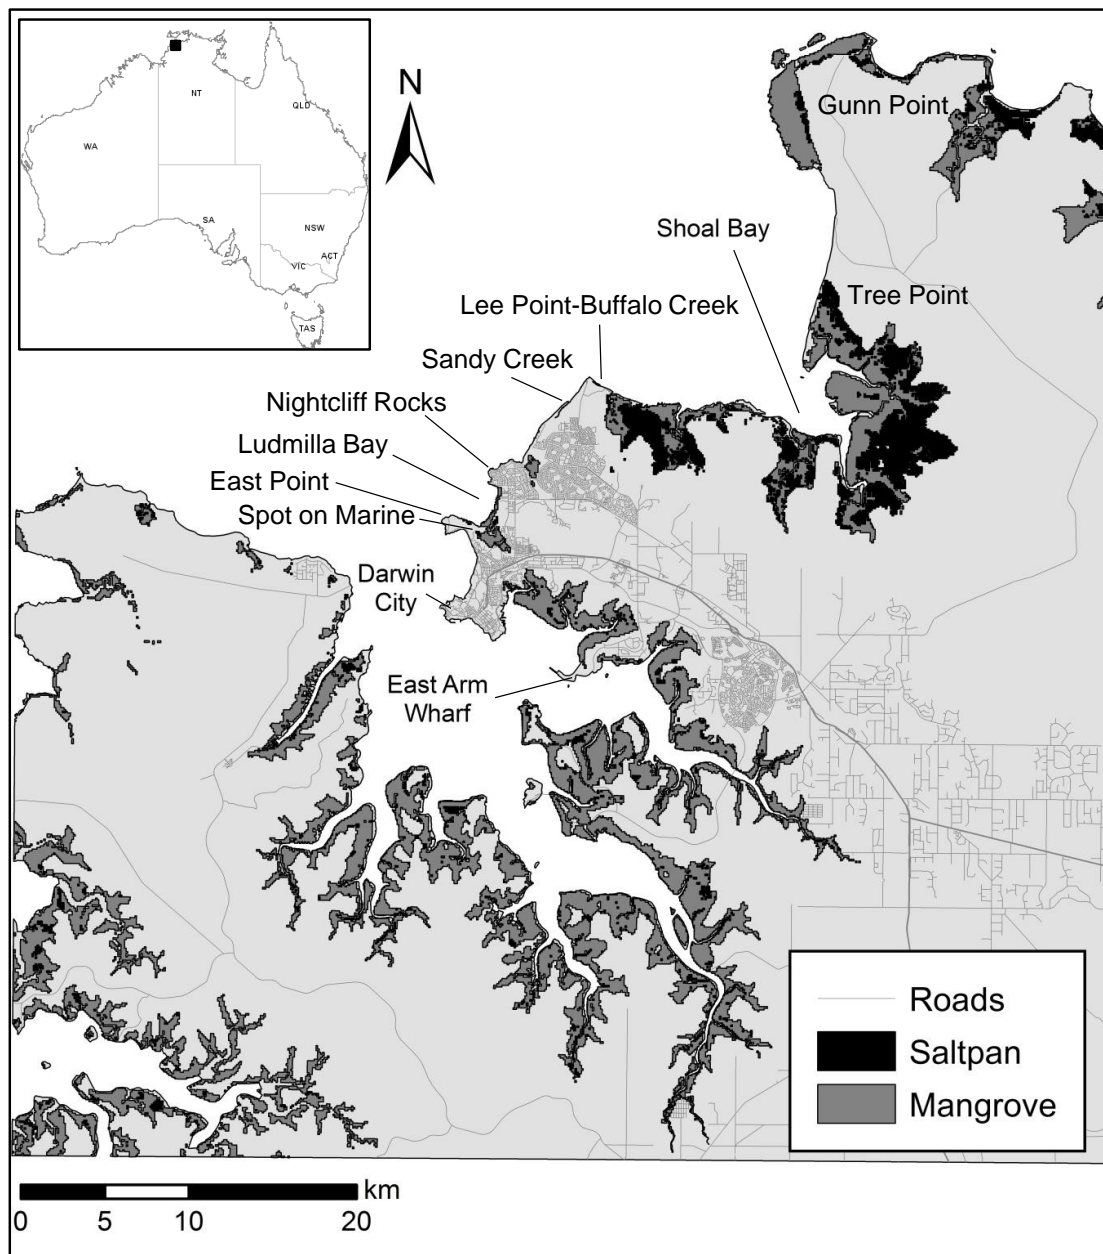 NT
QLD
WA
SA
NSW
ACT
VIC
TAS
N
Gunn Point
Shoal Bay
Tree Point
Lee Point-Buffalo Creek
Sandy Creek
Nightcliff Rocks
Ludmilla Bay
East Point
Spot on Marine
Darwin
City
East Arm
Wharf
Roads
Saltpan
Mangrove
km
0 5 10 20